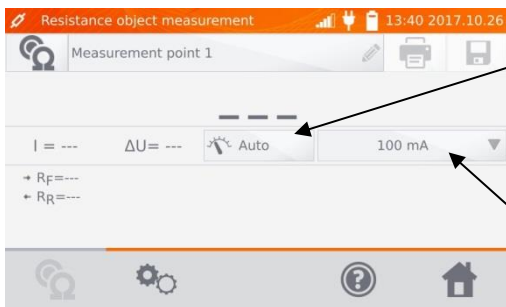 Resistance object measurement 13:40 2017.10.26
Measurement point 1
---
I = --- ΔU= --- Auto 100 mA
→ RF=---
← RR=---